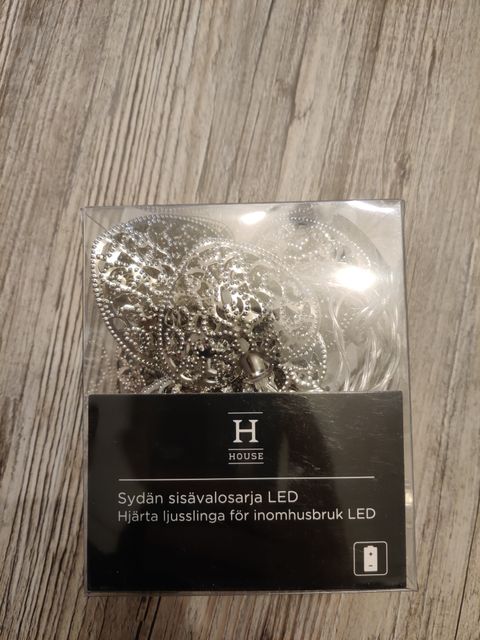 H
HOUSE
Sydän sisävalosarja LED
Hjärta ljusslinga för inomhusbruk LED